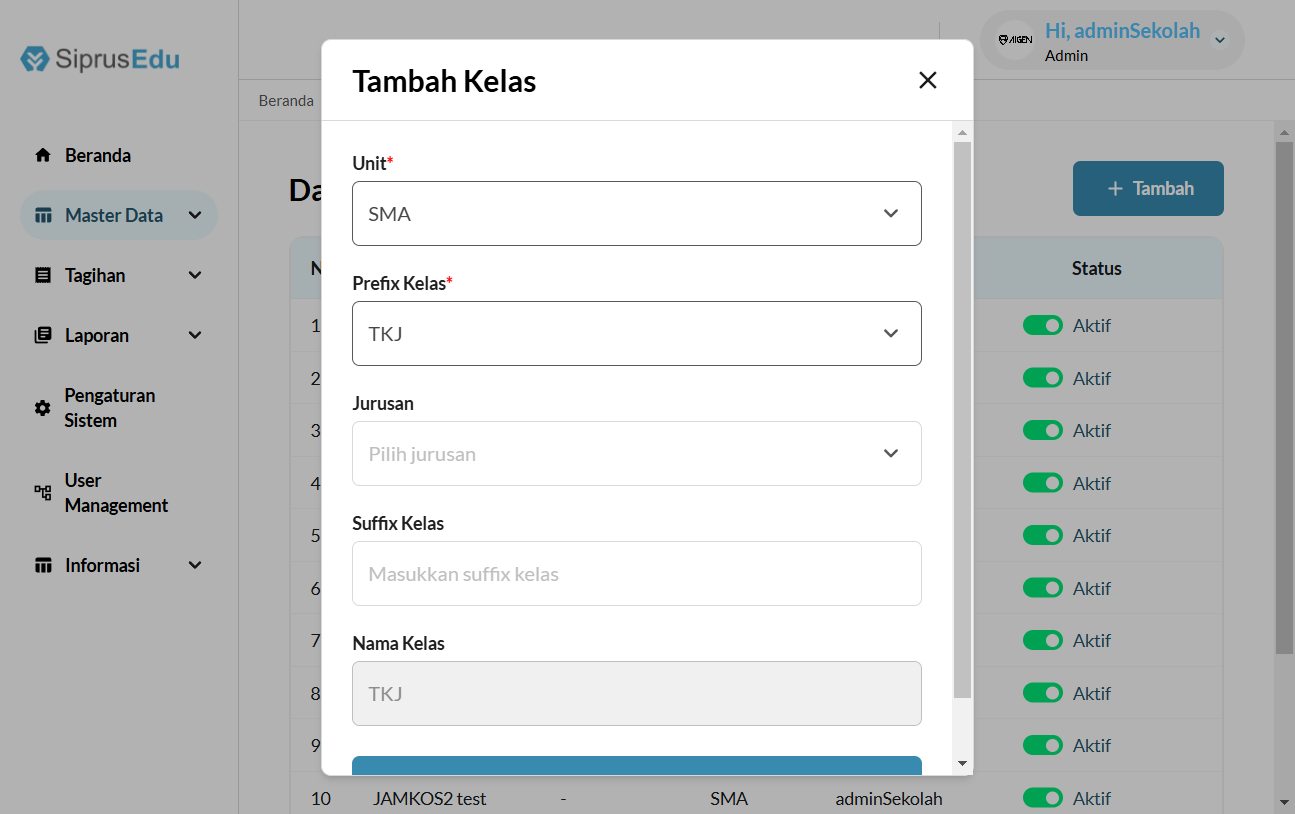 SiprusEdu
AIGEN
Hi, adminSekolah
Admin
Beranda
Beranda
Master Data
Tagihan
Laporan
Pengaturan
Sistem
User
Management
Informasi
Tambah
Status
1 Aktif
2 Aktif
3 Aktif
4 Aktif
5 Aktif
6 Aktif
7 Aktif
8 Aktif
9 Aktif
10 JAMKOS2 test - SMA adminSekolah Aktif
Tambah Kelas
Unit*
SMA
Prefix Kelas*
TKJ
Jurusan
Pilih jurusan
Suffix Kelas
Masukkan suffix kelas
Nama Kelas
TKJ